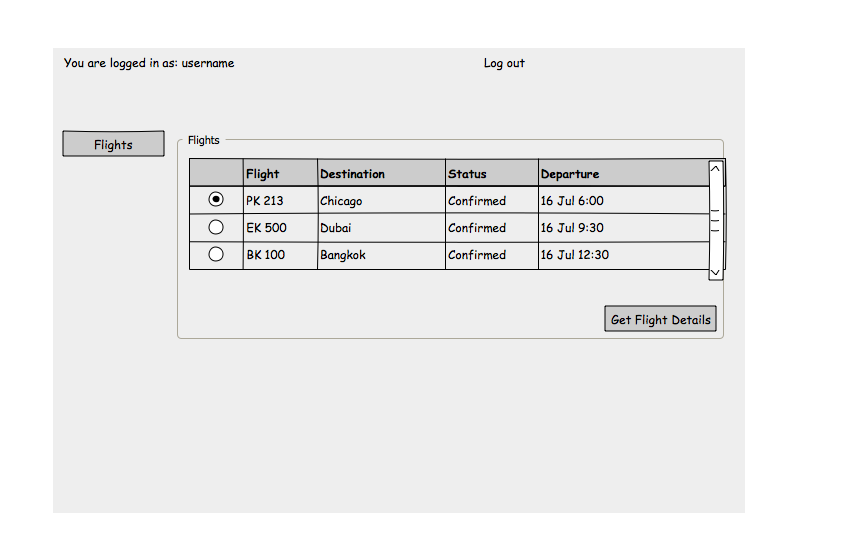 You are logged in as: username Log out
Flights
Flights
Flight Destination Status Departure
PK 213 Chicago Confirmed 16 Jul 6:00
EK 500 Dubai Confirmed 16 Jul 9:30
BK 100 Bangkok Confirmed 16 Jul 12:30
Get Flight Details